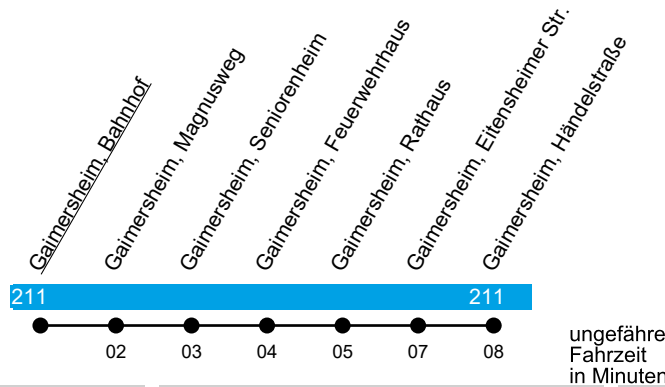 Gaimersheim, Bahnhof
Gaimersheim, Magnusweg
Gaimersheim, Seniorenheim
Gaimersheim, Feuerwehrhaus
Gaimersheim, Rathaus
Gaimersheim, Eitensheimer Str.
Gaimersheim, Händelstraße
211 211
02 03 04 05 07 08
ungefähre
Fahrzeit
in Minuten